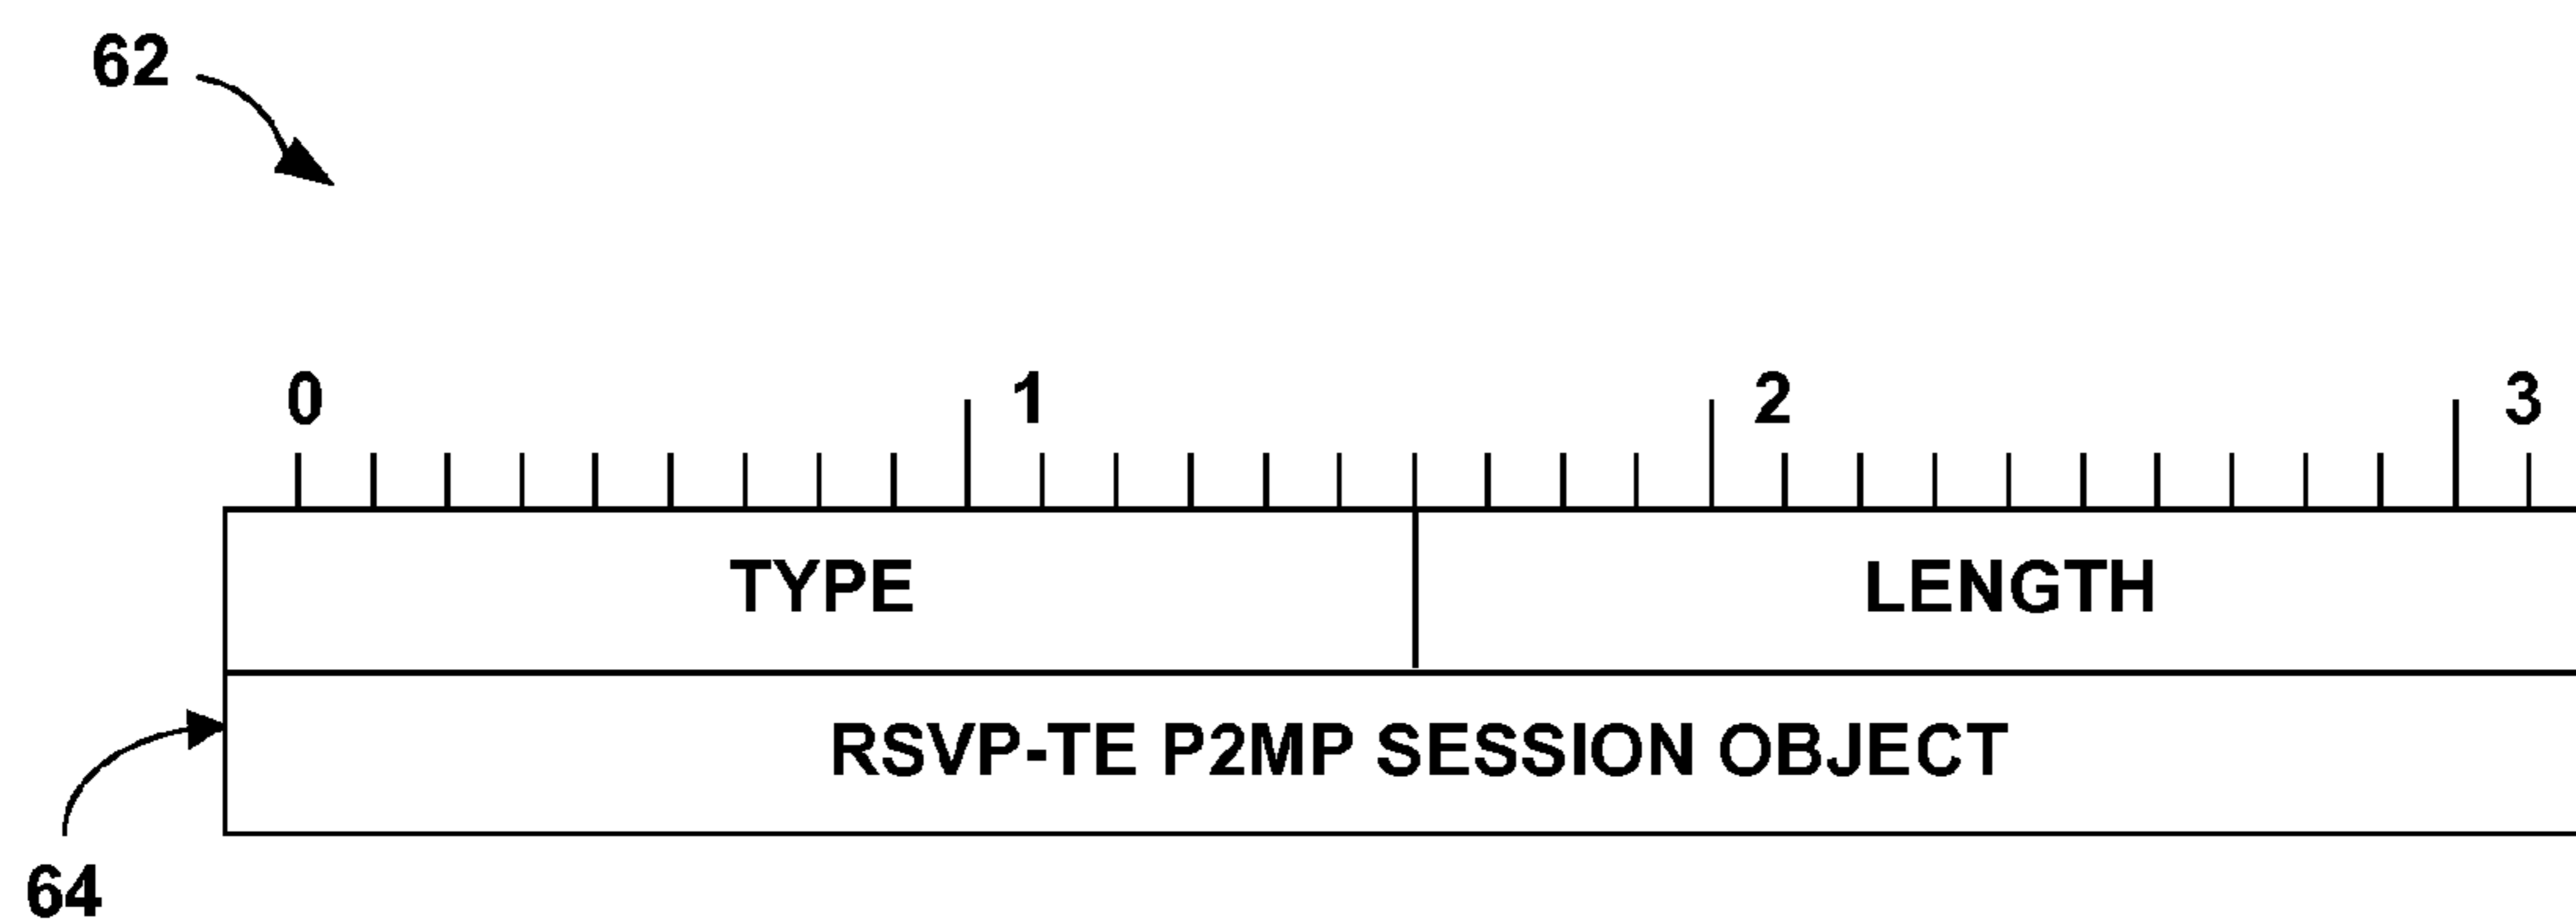 62
0 1 2 3
TYPE LENGTH
RSVP-TE P2MP SESSION OBJECT
64